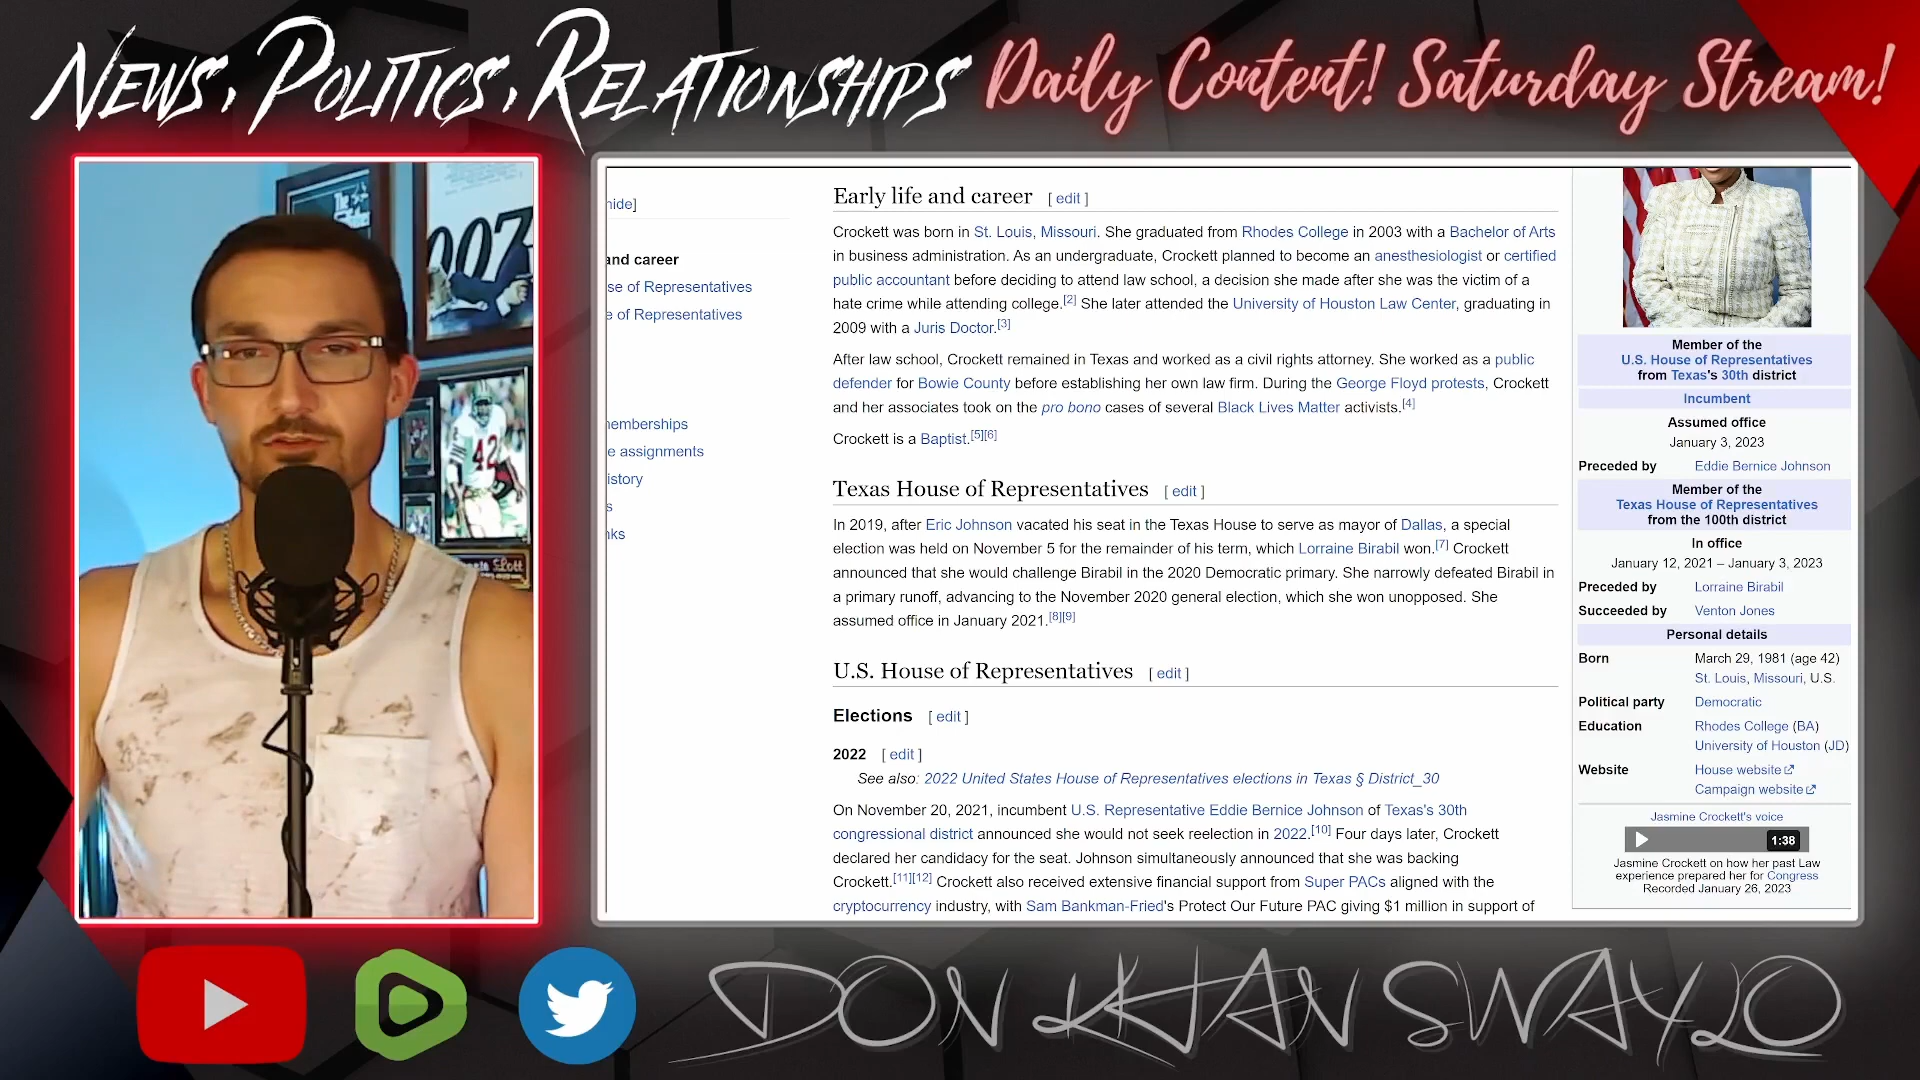 NEWS, POLITICS, RELATIONSHIPS
Daily Content! Saturday Stream!
007
42
hide]
and career
se of Representatives
e of Representatives
emberships
e assignments
istory
s
nks
Early life and career [ edit ]
Crockett was born in St. Louis, Missouri. She graduated from Rhodes College in 2003 with a Bachelor of Arts
in business administration. As an undergraduate, Crockett planned to become an anesthesiologist or certified
public accountant before deciding to attend law school, a decision she made after she was the victim of a
hate crime while attending college.[2] She later attended the University of Houston Law Center, graduating in
2009 with a Juris Doctor.[3]
After law school, Crockett remained in Texas and worked as a civil rights attorney. She worked as a public
defender for Bowie County before establishing her own law firm. During the George Floyd protests, Crockett
and her associates took on the pro bono cases of several Black Lives Matter activists.[4]
Crockett is a Baptist.[5][6]
Texas House of Representatives [ edit ]
In 2019, after Eric Johnson vacated his seat in the Texas House to serve as mayor of Dallas, a special
election was held on November 5 for the remainder of his term, which Lorraine Birabil won.[7] Crockett
announced that she would challenge Birabil in the 2020 Democratic primary. She narrowly defeated Birabil in
a primary runoff, advancing to the November 2020 general election, which she won unopposed. She
assumed office in January 2021.[8][9]
U.S. House of Representatives [ edit ]
Elections [ edit ]
2022 [ edit ]
See also: 2022 United States House of Representatives elections in Texas § District_30
On November 20, 2021, incumbent U.S. Representative Eddie Bernice Johnson of Texas's 30th
congressional district announced she would not seek reelection in 2022.[10] Four days later, Crockett
declared her candidacy for the seat. Johnson simultaneously announced that she was backing
Crockett.[11][12] Crockett also received extensive financial support from Super PACs aligned with the
cryptocurrency industry, with Sam Bankman-Fried's Protect Our Future PAC giving $1 million in support of
Member of the
U.S. House of Representatives
from Texas's 30th district
Incumbent
Assumed office
January 3, 2023
Preceded by Eddie Bernice Johnson
Member of the
Texas House of Representatives
from the 100th district
In office
January 12, 2021 – January 3, 2023
Preceded by Lorraine Birabil
Succeeded by Venton Jones
Personal details
Born March 29, 1981 (age 42)
St. Louis, Missouri, U.S.
Political party Democratic
Education Rhodes College (BA)
University of Houston (JD)
Website House website
Campaign website
Jasmine Crockett's voice
1:38
Jasmine Crockett on how her past Law
experience prepared her for Congress
Recorded January 26, 2023
DON KHAN SWAYLO